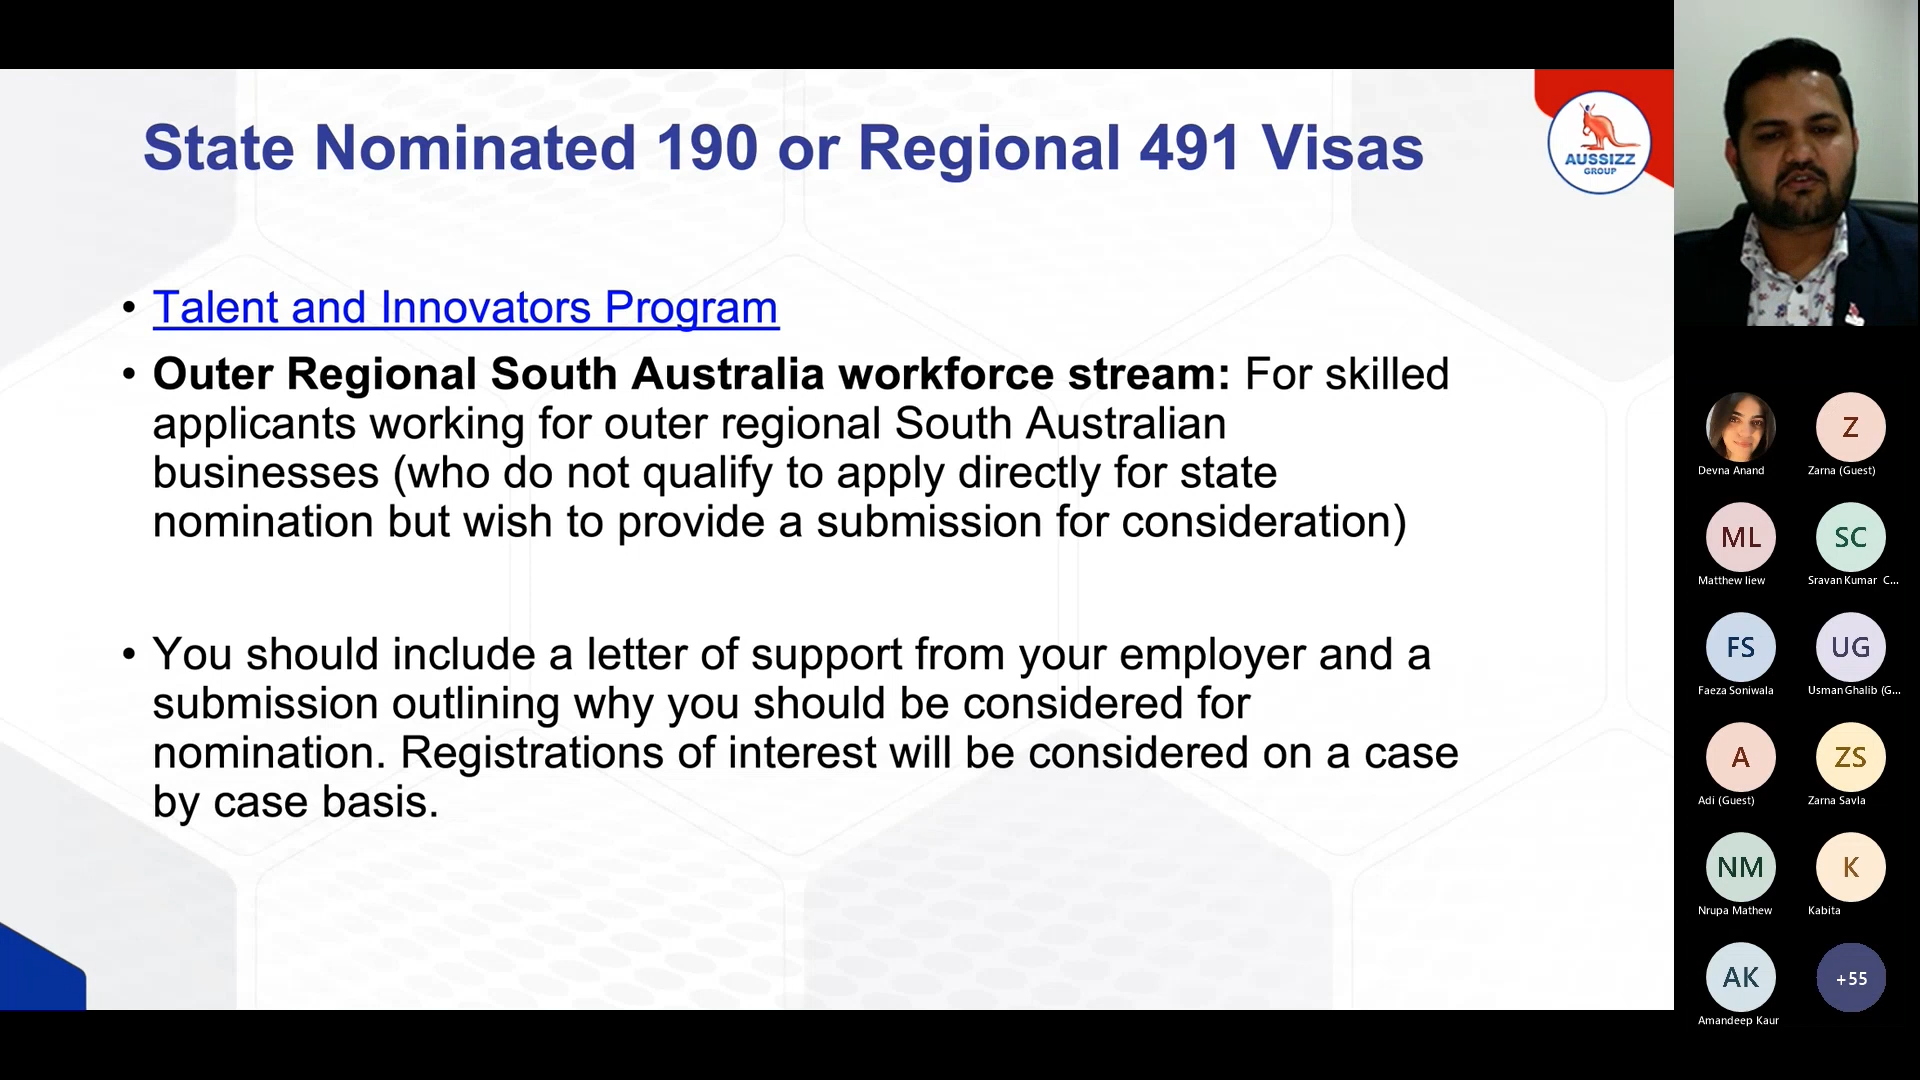 State Nominated 190 or Regional 491 Visas
AUSSIZZ
GROUP
• Talent and Innovators Program
• Outer Regional South Australia workforce stream: For skilled
applicants working for outer regional South Australian
businesses (who do not qualify to apply directly for state
nomination but wish to provide a submission for consideration)
• You should include a letter of support from your employer and a
submission outlining why you should be considered for
nomination. Registrations of interest will be considered on a case
by case basis.
Devna Anand
Z
Zarna (Guest)
ML
Matthew liew
SC
Sravan Kumar C...
FS
Faeza Soniwala
UG
Usman Ghalib (G...
A
Adi (Guest)
ZS
Zarna Savla
NM
Nrupa Mathew
K
Kabita
AK
Amandeep Kaur
+55